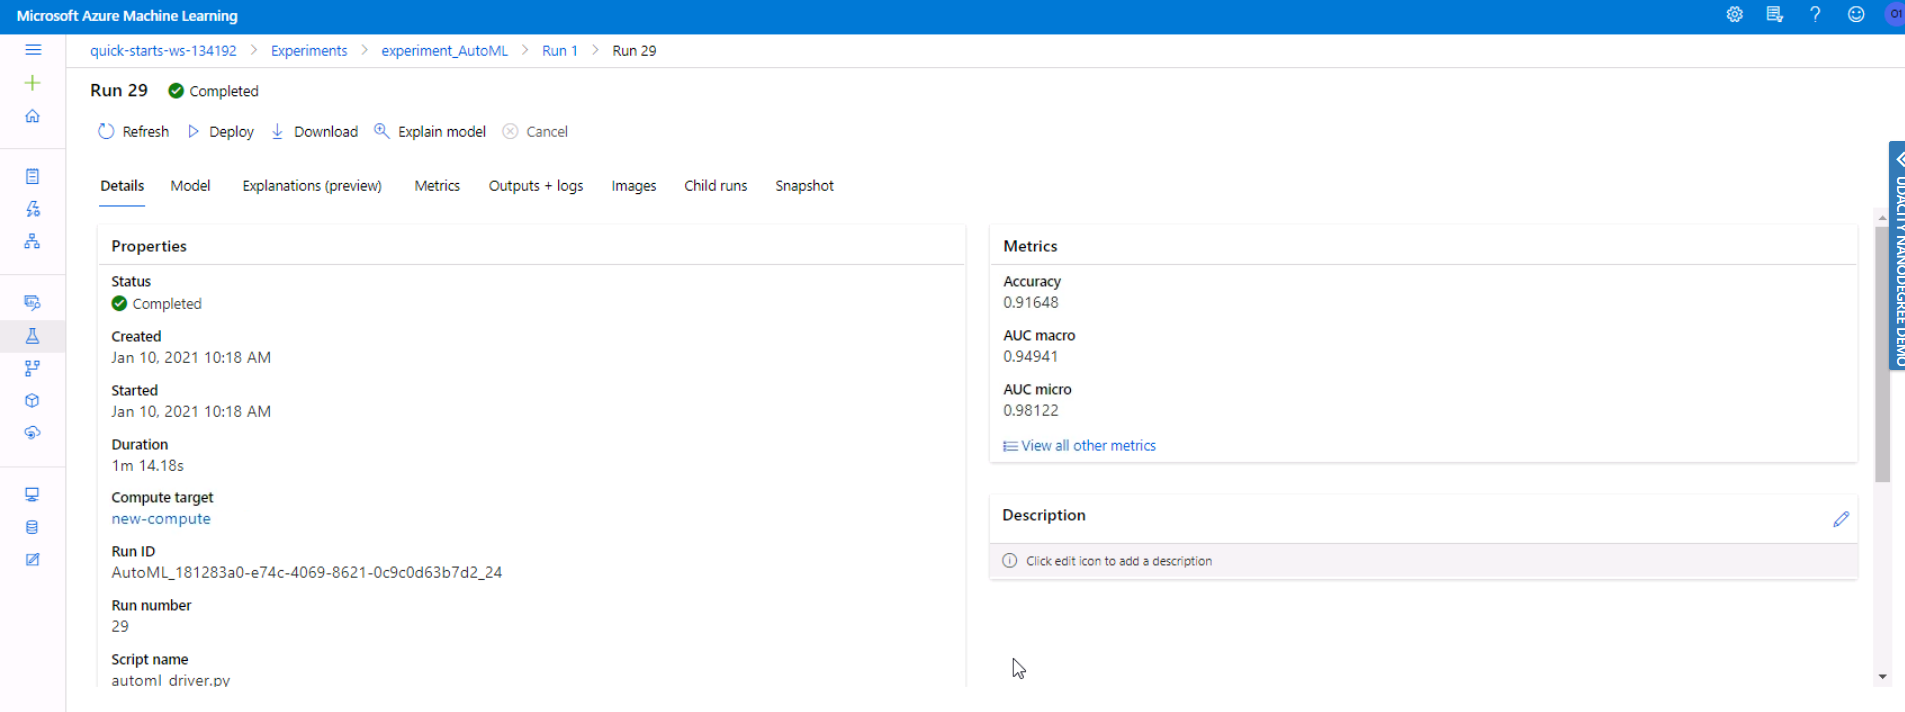 Microsoft Azure Machine Learning
01
quick-starts-ws-134192 > Experiments > experiment_AutoML > Run 1 > Run 29
Run 29 Completed
Refresh Deploy Download Explain model Cancel
Details Model Explanations (preview) Metrics Outputs + logs Images Child runs Snapshot
Properties
Status
Completed
Created
Jan 10, 2021 10:18 AM
Started
Jan 10, 2021 10:18 AM
Duration
1m 14.18s
Compute target
new-compute
Run ID
AutoML_181283a0-e74c-4069-8621-0c9c0d63b7d2_24
Run number
29
Script name
automl_driver.py
Metrics
Accuracy
0.91648
AUC macro
0.94941
AUC micro
0.98122
View all other metrics
Description
Click edit icon to add a description
UDACITY NANODEGREE DEMO